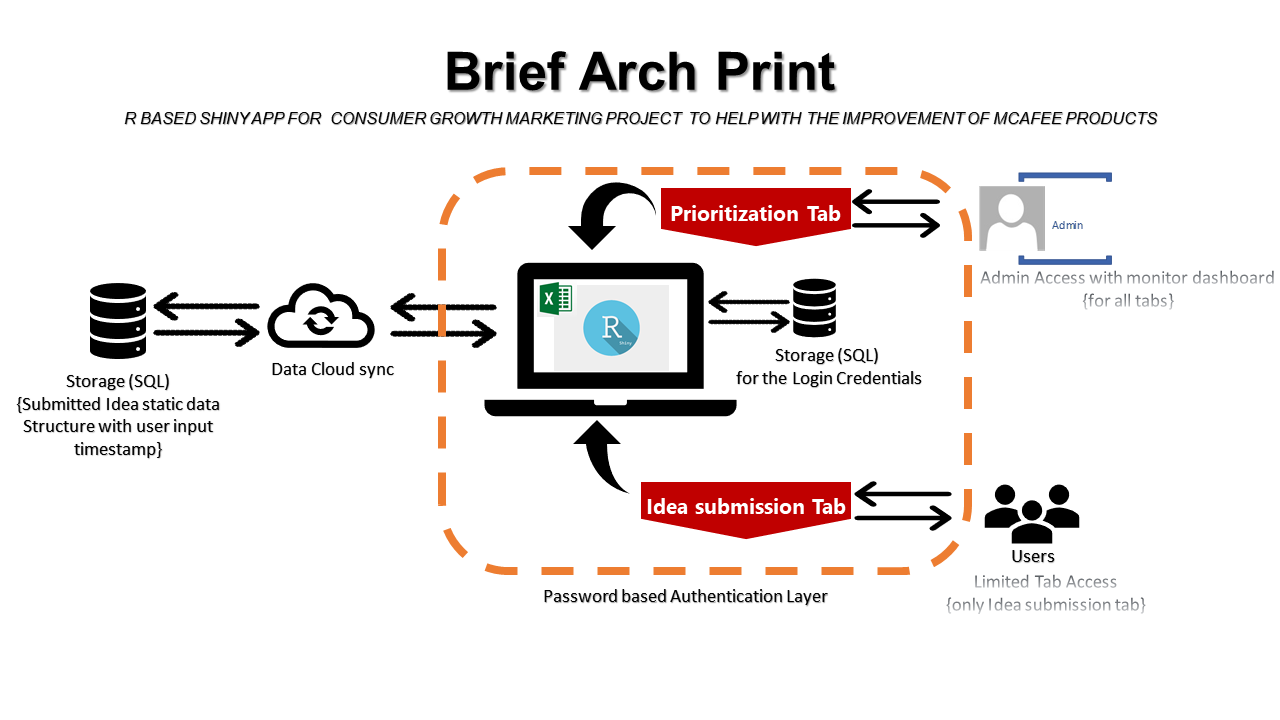 Brief Arch Print
R BASED SHINY APP FOR CONSUMER GROWTH MARKETING PROJECT TO HELP WITH THE IMPROVEMENT OF MCAFEE PRODUCTS
Prioritization Tab
Admin
Admin Access with monitor dashboard
{for all tabs}
X
R
Shiny
Storage (SQL)
for the Login Credentials
Data Cloud sync
Storage (SQL)
{Submitted Idea static data
Structure with user input
timestamp}
Idea submission Tab
Users
Limited Tab Access
{only Idea submission tab}
Password based Authentication Layer